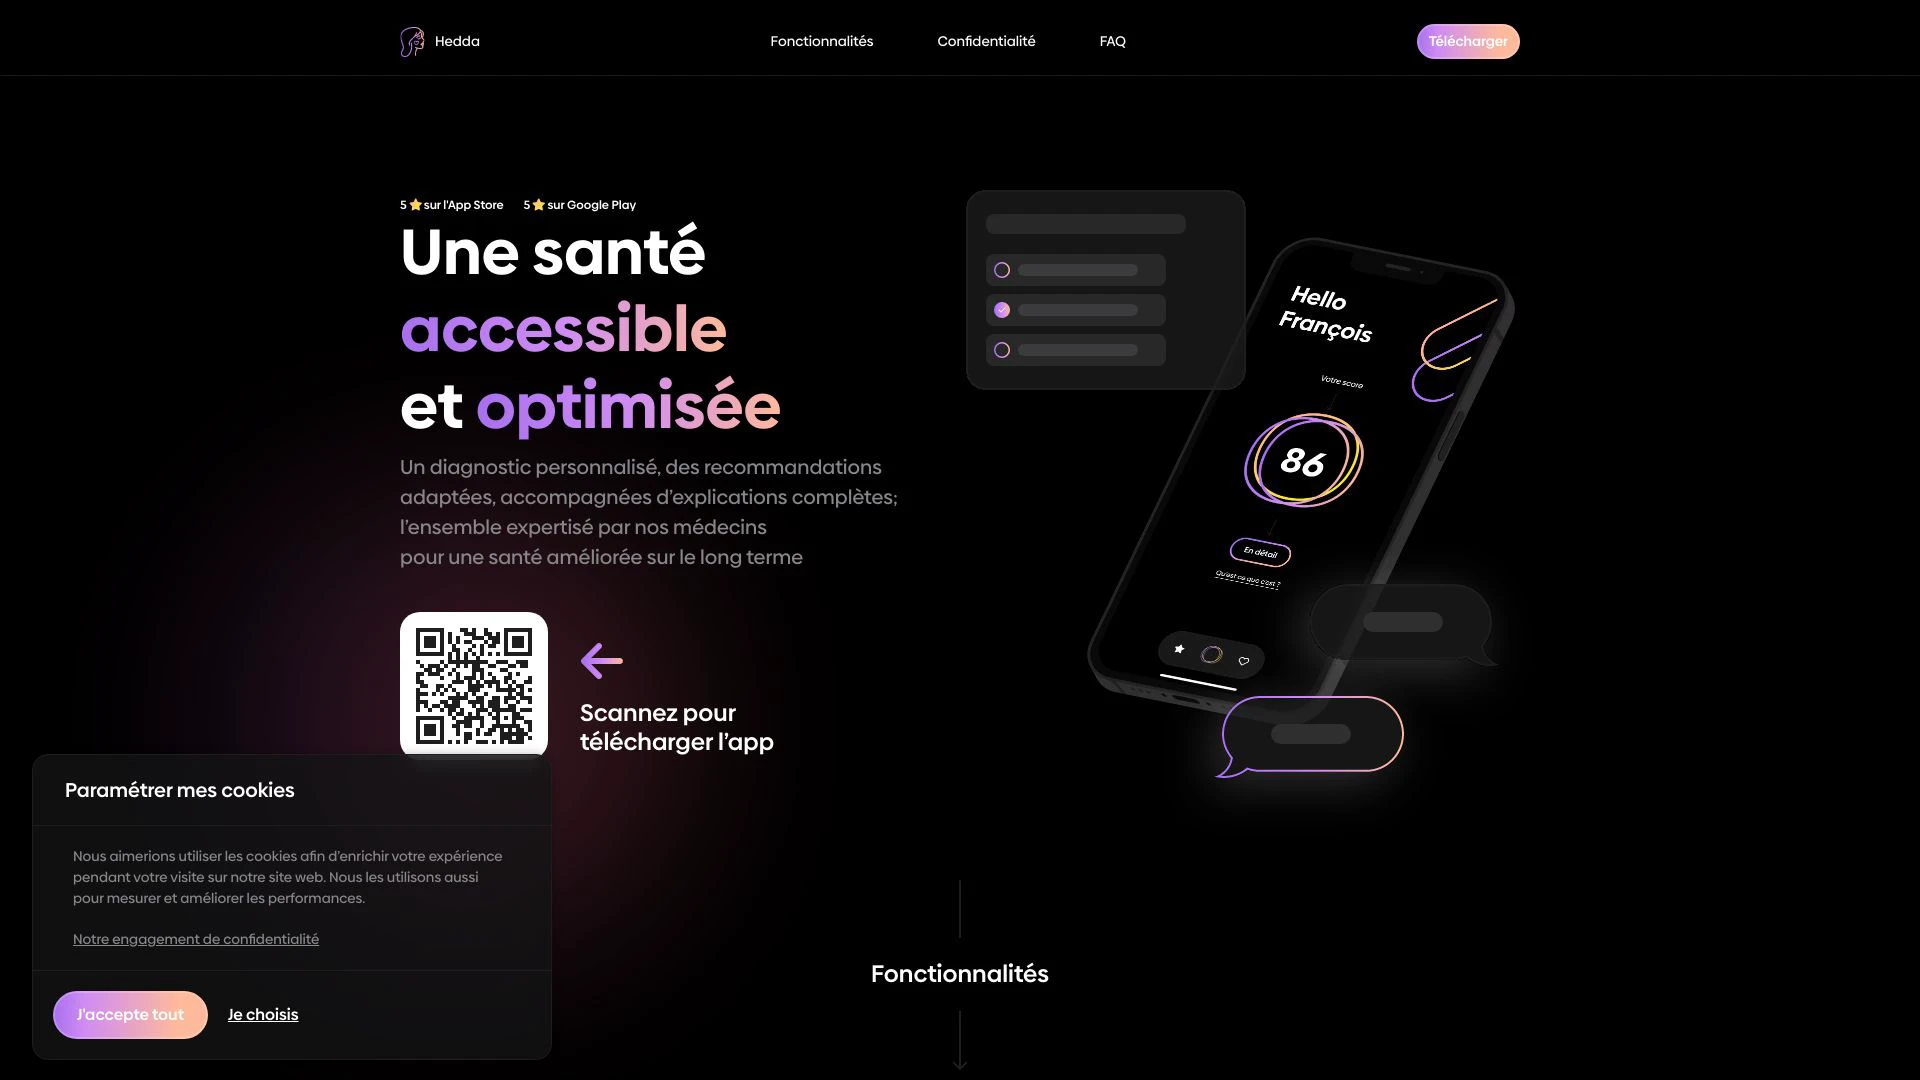 Hedda
Fonctionnalités
Confidentialité
FAQ
Télécharger
5 ⭐ sur l'App Store
5 ⭐ sur Google Play
Une santé
accessible
et optimisée
Un diagnostic personnalisé, des recommandations
adaptées, accompagnées d’explications complètes;
l’ensemble expertisé par nos médecins
pour une santé améliorée sur le long terme
Scannez pour
télécharger l’app
Hello
François
Votre score
86
En détail
Qu'est ce que c'est ?
Paramétrer mes cookies
Nous aimerions utiliser les cookies afin d’enrichir votre expérience
pendant votre visite sur notre site web. Nous les utilisons aussi
pour mesurer et améliorer les performances.
Notre engagement de confidentialité
J'accepte tout
Je choisis
Fonctionnalités